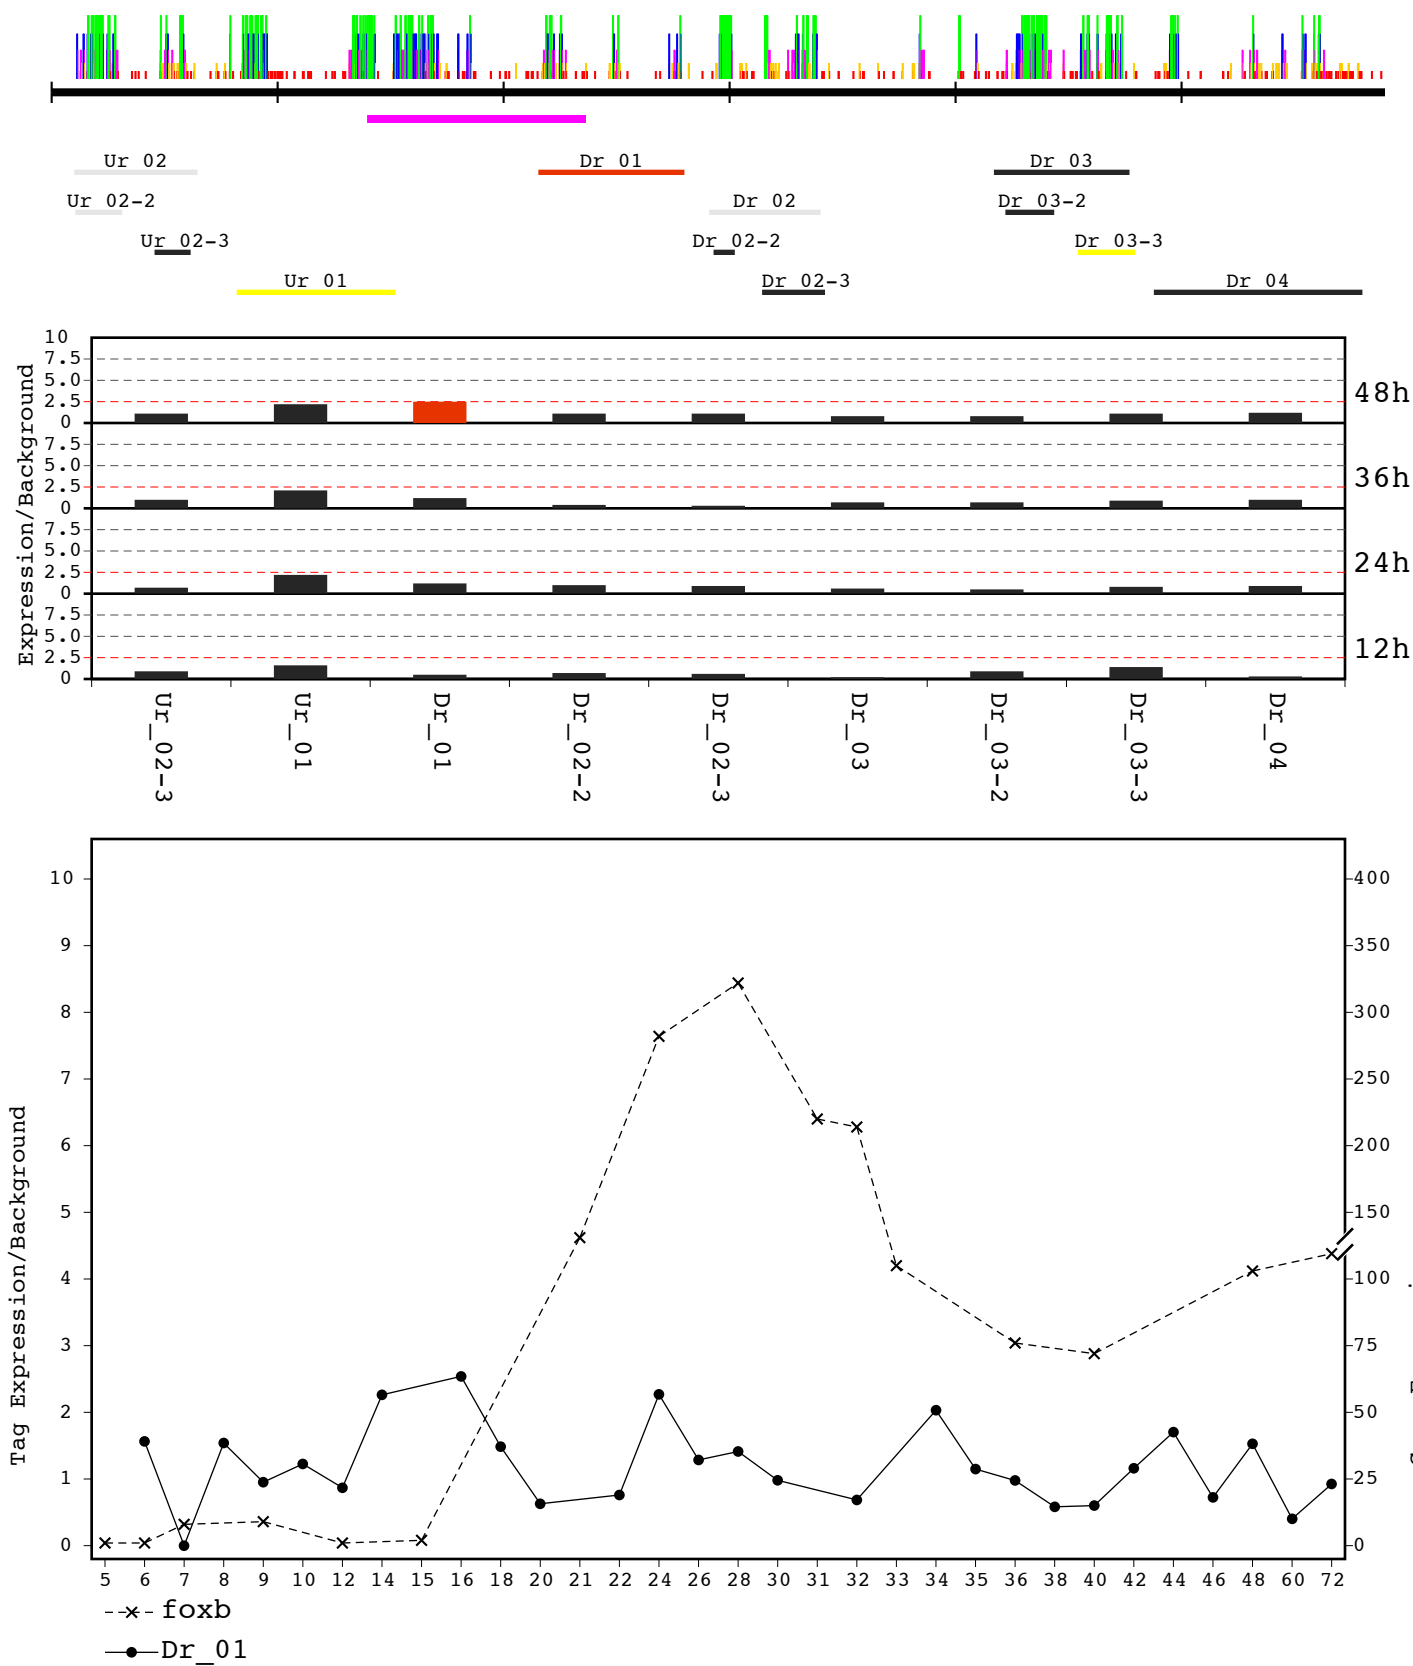 Ur 02
Dr 01
Dr 03
Ur 02-2
Dr 02
Dr 03-2
Ur 02-3
Dr 02-2
Dr 03-3
Ur 01
Dr 02-3
Dr 04
Expression/Background
10
7.5
5.0
2.5
0
48h
7.5
5.0
2.5
0
36h
7.5
5.0
2.5
0
24h
7.5
5.0
2.5
0
12h
Ur_02-3
Ur_01
Dr_01
Dr_02-2
Dr_02-3
Dr_03
Dr_03-2
Dr_03-3
Dr_04
Tag Expression/Background
10
9
8
7
6
5
4
3
2
1
0
400
350
300
250
200
150
100
75
50
25
0
5 6 7 8 9 10 12 14 15 16 18 20 21 22 24 26 28 30 31 32 33 34 35 36 38 40 42 44 46 48 60 72
foxb
Dr_01